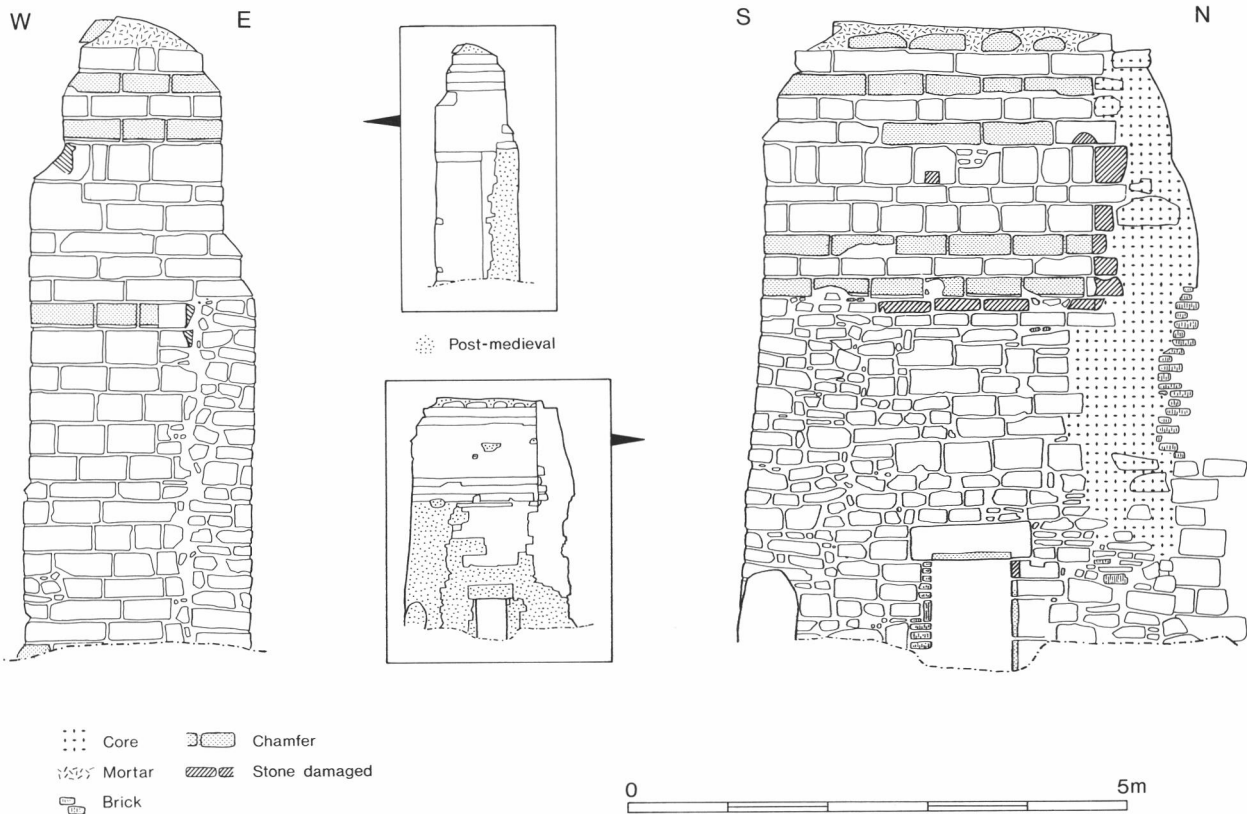 W E S N
Post-medieval
Core Chamfer
Mortar Stone damaged
Brick
0 5m